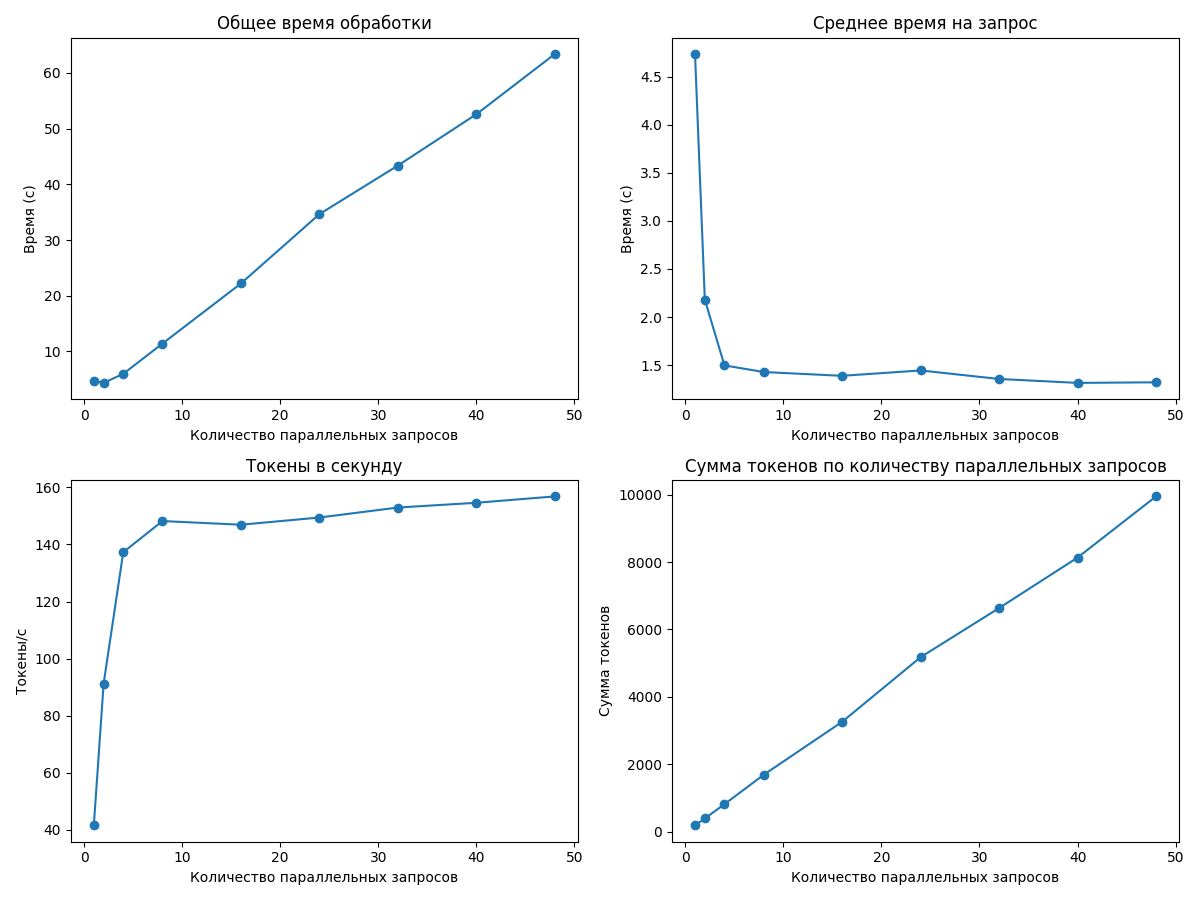 Общее время обработки
Время (с)
60
50
40
30
20
10
0 10 20 30 40 50
Количество параллельных запросов
Среднее время на запрос
Время (с)
4.5
4.0
3.5
3.0
2.5
2.0
1.5
0 10 20 30 40 50
Количество параллельных запросов
Токены в секунду
Токены/с
160
140
120
100
80
60
40
0 10 20 30 40 50
Количество параллельных запросов
Сумма токенов по количеству параллельных запросов
Сумма токенов
10000
8000
6000
4000
2000
0
0 10 20 30 40 50
Количество параллельных запросов